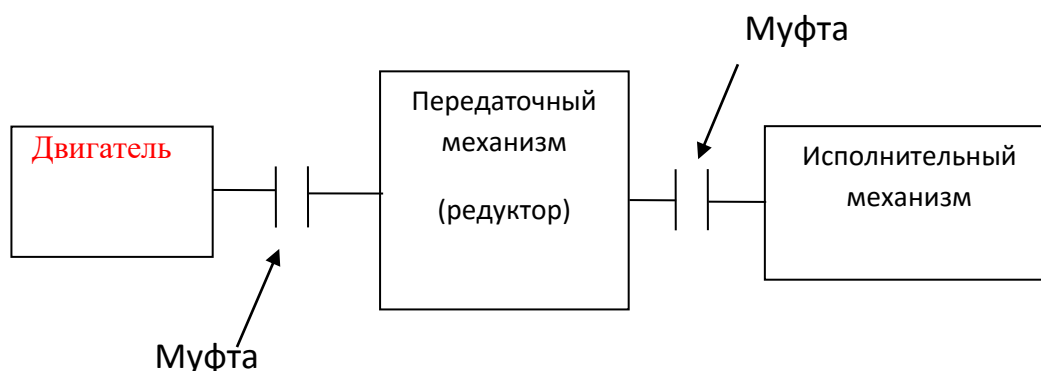 Муфта
Двигатель
Передаточный
механизм
(редуктор)
Исполнительный
механизм
Муфта